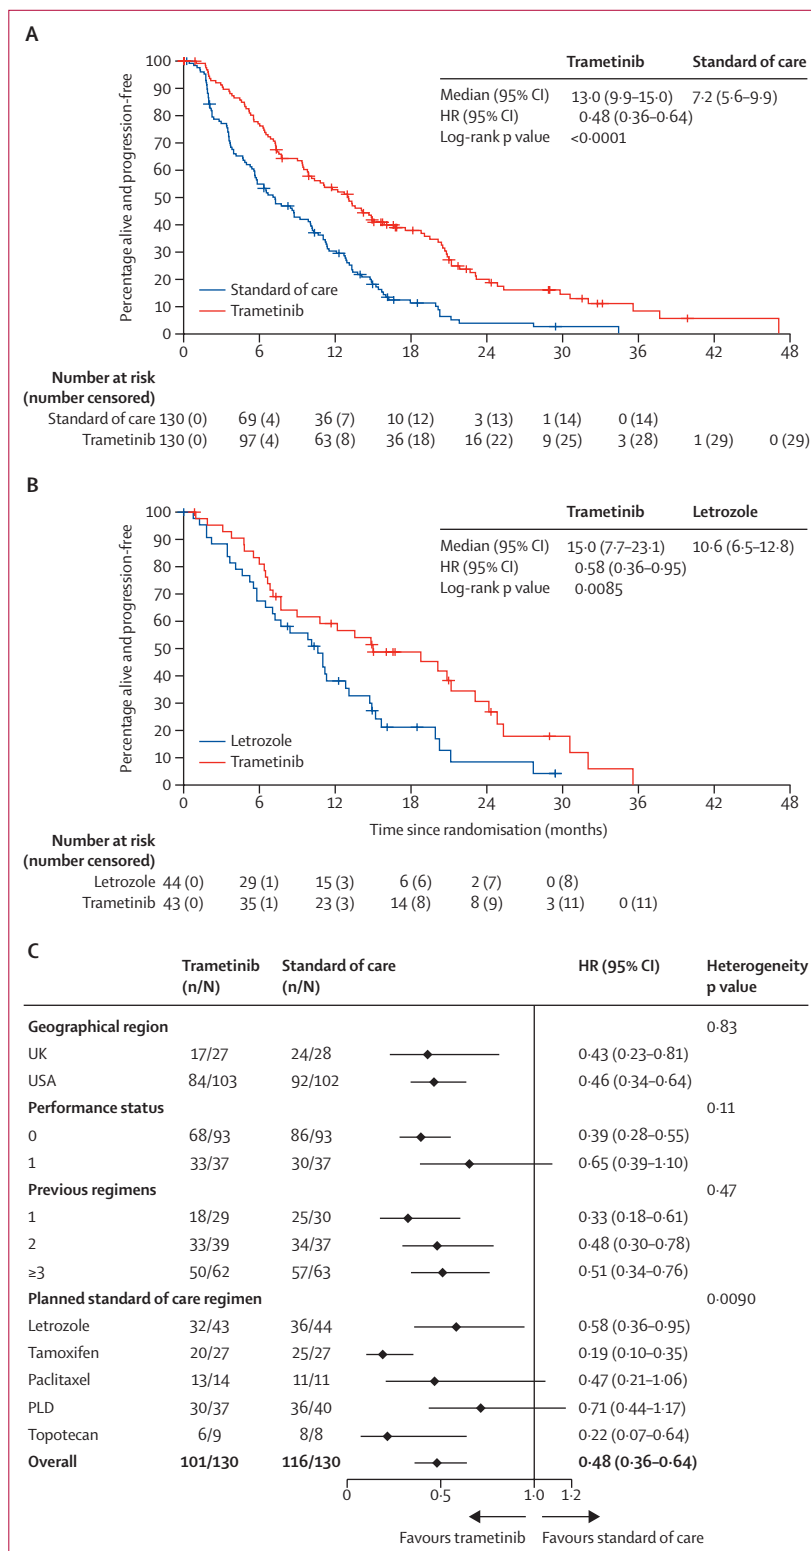 A
Trametinib Standard of care
Median (95% CI) 13·0 (9·9–15·0) 7·2 (5·6–9·9)
HR (95% CI) 0·48 (0·36–0·64)
Log-rank p value <0·0001
Percentage alive and progression-free
100
90
80
70
60
50
40
30
20
10
0
Standard of care
Trametinib
0 6 12 18 24 30 36 42 48
Number at risk
(number censored)
Standard of care 130 (0) 69 (4) 36 (7) 10 (12) 3 (13) 1 (14) 0 (14)
Trametinib 130 (0) 97 (4) 63 (8) 36 (18) 16 (22) 9 (25) 3 (28) 1 (29) 0 (29)
B
Trametinib Letrozole
Median (95% CI) 15·0 (7·7–23·1) 10·6 (6·5–12·8)
HR (95% CI) 0·58 (0·36–0·95)
Log-rank p value 0·0085
Percentage alive and progression-free
100
90
80
70
60
50
40
30
20
10
0
Letrozole
Trametinib
0 6 12 18 24 30 36 42 48
Time since randomisation (months)
Number at risk
(number censored)
Letrozole 44 (0) 29 (1) 15 (3) 6 (6) 2 (7) 0 (8)
Trametinib 43 (0) 35 (1) 23 (3) 14 (8) 8 (9) 3 (11) 0 (11)
C
Trametinib Standard of care HR (95% CI) Heterogeneity
(n/N) (n/N) p value
Geographical region 0·83
UK 17/27 24/28 0·43 (0·23–0·81)
USA 84/103 92/102 0·46 (0·34–0·64)
Performance status 0·11
0 68/93 86/93 0·39 (0·28–0·55)
1 33/37 30/37 0·65 (0·39–1·10)
Previous regimens 0·47
1 18/29 25/30 0·33 (0·18–0·61)
2 33/39 34/37 0·48 (0·30–0·78)
≥3 50/62 57/63 0·51 (0·34–0·76)
Planned standard of care regimen 0·0090
Letrozole 32/43 36/44 0·58 (0·36–0·95)
Tamoxifen 20/27 25/27 0·19 (0·10–0·35)
Paclitaxel 13/14 11/11 0·47 (0·21–1·06)
PLD 30/37 36/40 0·71 (0·44–1·17)
Topotecan 6/9 8/8 0·22 (0·07–0·64)
Overall 101/130 116/130 0·48 (0·36–0·64)
0 0·5 1·0 1·2
Favours trametinib Favours standard of care